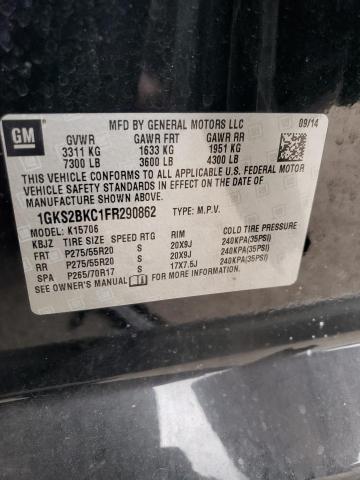 GM
MFD BY GENERAL MOTORS LLC 09/14
GVWR GAWR FRT GAWR RR
3311 KG 1633 KG 1951 KG
7300 LB 3600 LB 4300 LB
THIS VEHICLE CONFORMS TO ALL APPLICABLE U.S. FEDERAL MOTOR
VEHICLE SAFETY STANDARDS IN EFFECT ON THE DATE OF
MANUFACTURE SHOWN ABOVE.
1GKS2BKC1FR290862 TYPE: M.P.V.
MODEL: K15706
KBJZ TIRE SIZE SPEED RTG RIM COLD TIRE PRESSURE
FRT P275/55R20 S 20X9J 240KPA(35PSI)
RR P275/55R20 S 20X9J 240KPA(35PSI)
SPA P265/70R17 S 17X7.5J 240KPA(35PSI)
SEE OWNER'S MANUAL FOR MORE INFORMATION.